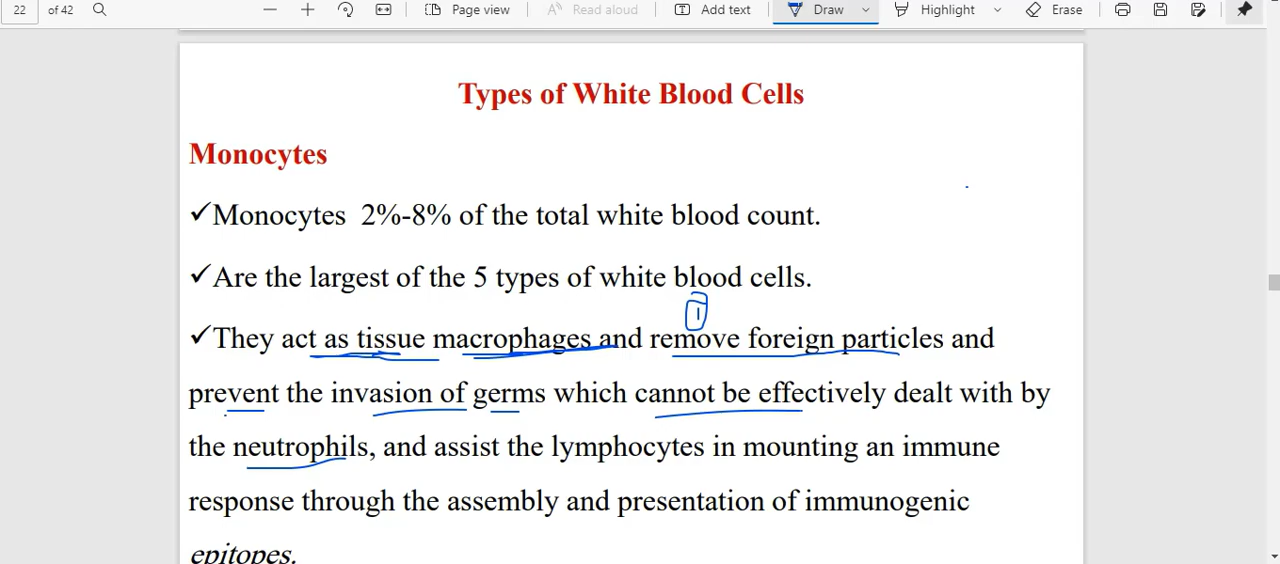 22 of 42 Page view Read aloud Add text Draw Highlight Erase
Types of White Blood Cells
Monocytes
✓Monocytes 2%-8% of the total white blood count.
✓Are the largest of the 5 types of white blood cells.
1
✓They act as tissue macrophages and remove foreign particles and
prevent the invasion of germs which cannot be effectively dealt with by
the neutrophils, and assist the lymphocytes in mounting an immune
response through the assembly and presentation of immunogenic
epitopes.